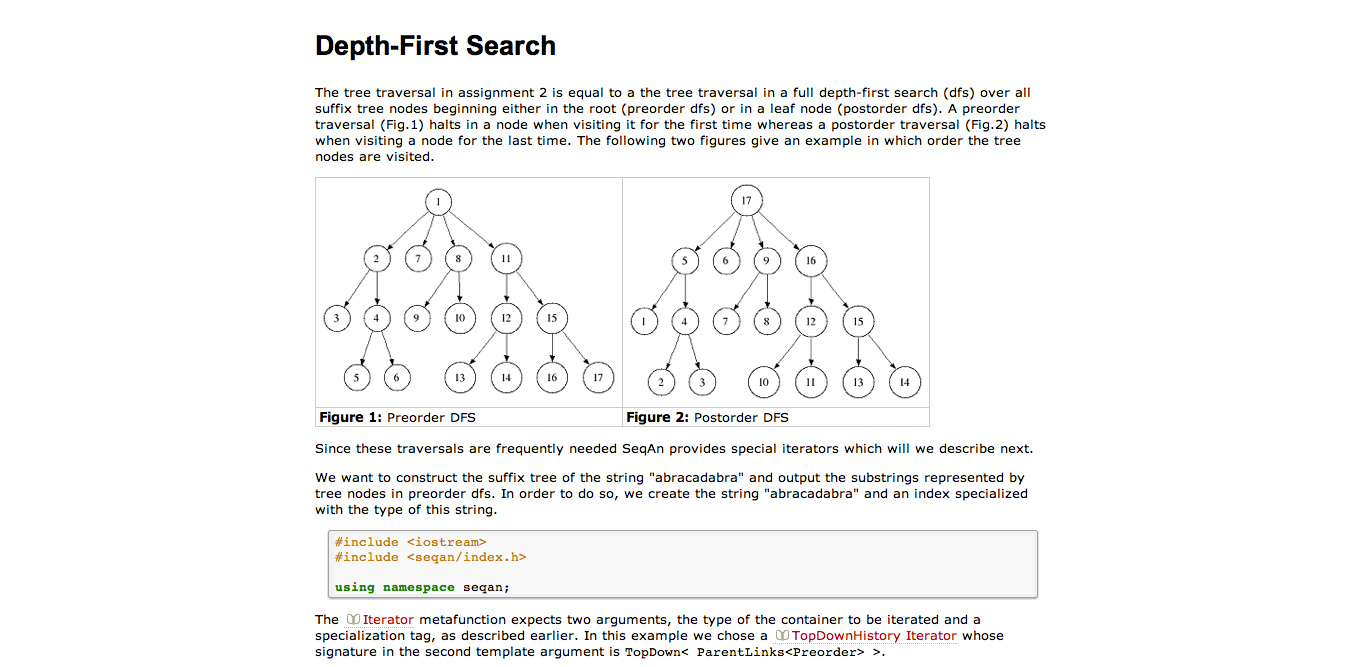 Depth-First Search
The tree traversal in assignment 2 is equal to a the tree traversal in a full depth-first search (dfs) over all
suffix tree nodes beginning either in the root (preorder dfs) or in a leaf node (postorder dfs). A preorder
traversal (Fig.1) halts in a node when visiting it for the first time whereas a postorder traversal (Fig.2) halts
when visiting a node for the last time. The following two figures give an example in which order the tree
nodes are visited.
1
2 7 8 11
3 4 9 10 12 15
5 6 13 14 16 17
Figure 1: Preorder DFS
17
5 6 9 16
1 4 7 8 12 15
2 3 10 11 13 14
Figure 2: Postorder DFS
Since these traversals are frequently needed SeqAn provides special iterators which will we describe next.
We want to construct the suffix tree of the string "abracadabra" and output the substrings represented by
tree nodes in preorder dfs. In order to do so, we create the string "abracadabra" and an index specialized
with the type of this string.
#include <iostream>
#include <seqan/index.h>
using namespace seqan;
The Iterator metafunction expects two arguments, the type of the container to be iterated and a
specialization tag, as described earlier. In this example we chose a TopDownHistory Iterator whose
signature in the second template argument is TopDown< ParentLinks<Preorder> >.